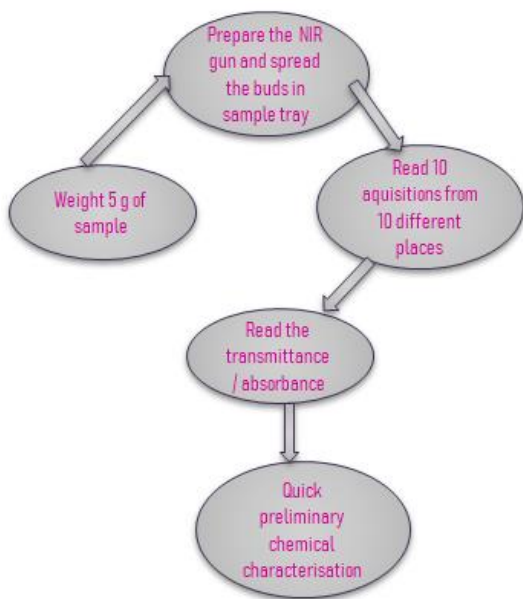 Prepare the NIR
gun and spread
the buds in
sample tray
Weight 5 g of
sample
Read 10
aquisitions from
10 different
places
Read the
transmittance
/ absorbance
Quick
preliminary
chemical
characterisation